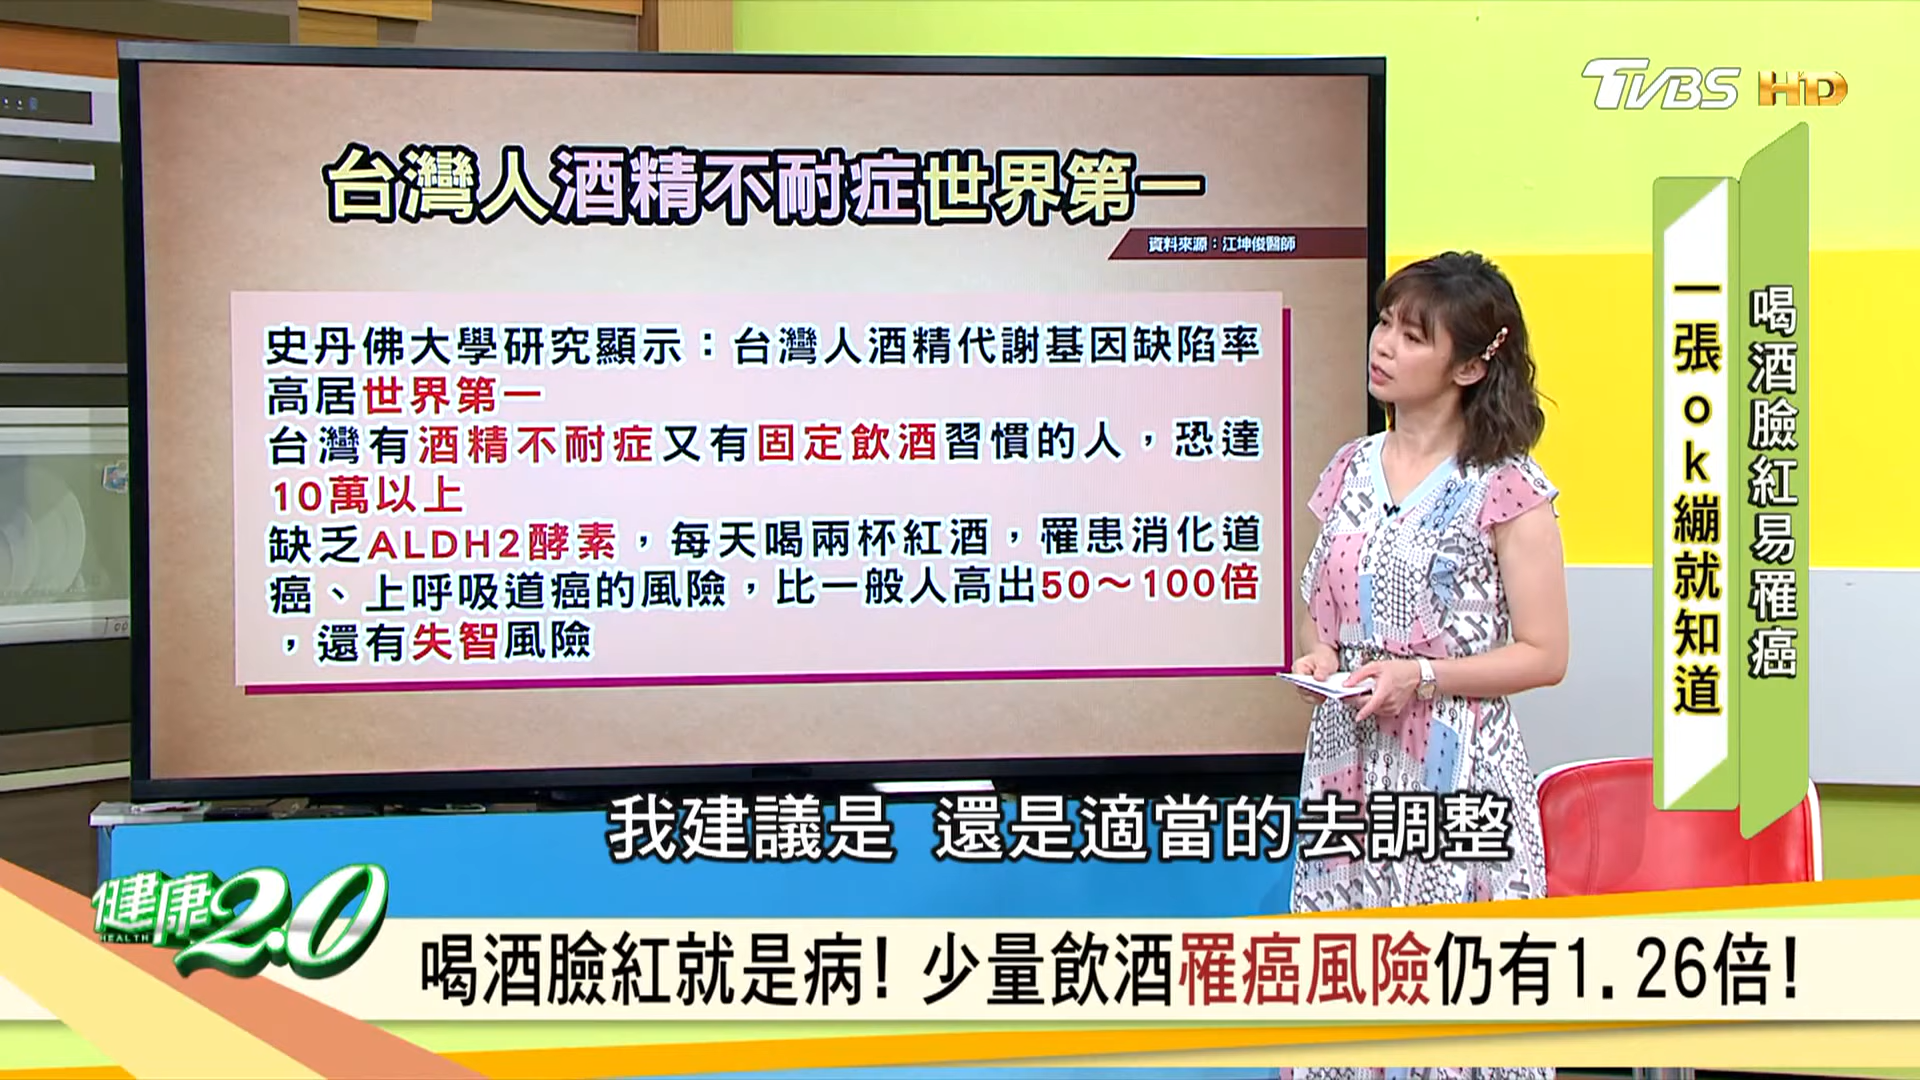 TVBS HD
台灣人酒精不耐症世界第一
資料來源：江坤俊醫師
史丹佛大學研究顯示：台灣人酒精代謝基因缺陷率
高居世界第一
台灣有酒精不耐症又有固定飲酒習慣的人，恐達
10萬以上
缺乏ALDH2酵素，每天喝兩杯紅酒，罹患消化道
癌、上呼吸道癌的風險，比一般人高出50～100倍
，還有失智風險
喝酒臉紅易罹癌
一張ok繃就知道
我建議是 還是適當的去調整
健康2.0
HEALTH
喝酒臉紅就是病！少量飲酒罹癌風險仍有1.26倍！